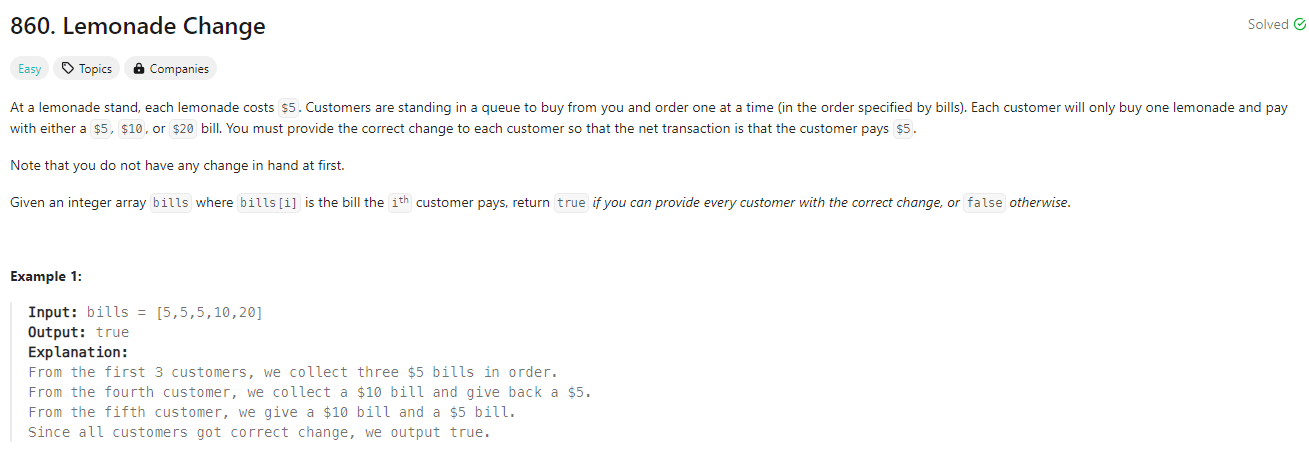 860. Lemonade Change
Solved
Easy Topics Companies
At a lemonade stand, each lemonade costs $5. Customers are standing in a queue to buy from you and order one at a time (in the order specified by bills). Each customer will only buy one lemonade and pay
with either a $5, $10, or $20 bill. You must provide the correct change to each customer so that the net transaction is that the customer pays $5.
Note that you do not have any change in hand at first.
Given an integer array bills where bills[i] is the bill the ith customer pays, return true if you can provide every customer with the correct change, or false otherwise.
Example 1:
Input: bills = [5,5,5,10,20]
Output: true
Explanation:
From the first 3 customers, we collect three $5 bills in order.
From the fourth customer, we collect a $10 bill and give back a $5.
From the fifth customer, we give a $10 bill and a $5 bill.
Since all customers got correct change, we output true.